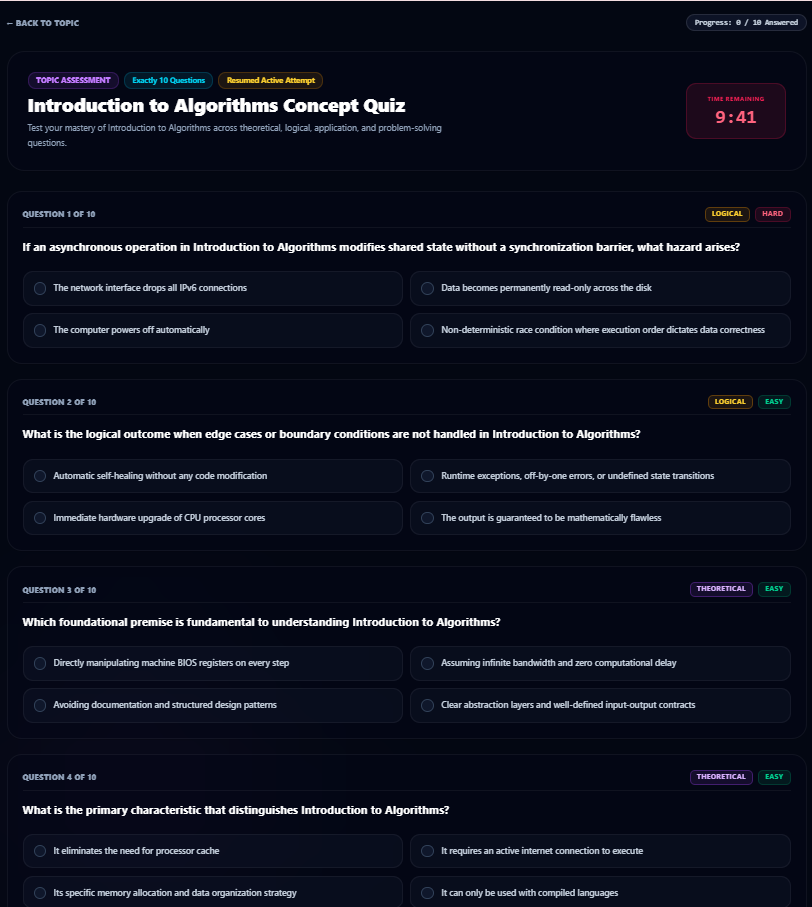 ← BACK TO TOPIC
Progress: 0 / 10 Answered
TOPIC ASSESSMENT
Exactly 10 Questions
Resumed Active Attempt
Introduction to Algorithms Concept Quiz
Test your mastery of Introduction to Algorithms across theoretical, logical, application, and problem-solving
questions.
TIME REMAINING
9:41
QUESTION 1 OF 10
LOGICAL
HARD
If an asynchronous operation in Introduction to Algorithms modifies shared state without a synchronization barrier, what hazard arises?
The network interface drops all IPv6 connections
Data becomes permanently read-only across the disk
The computer powers off automatically
Non-deterministic race condition where execution order dictates data correctness
QUESTION 2 OF 10
LOGICAL
EASY
What is the logical outcome when edge cases or boundary conditions are not handled in Introduction to Algorithms?
Automatic self-healing without any code modification
Runtime exceptions, off-by-one errors, or undefined state transitions
Immediate hardware upgrade of CPU processor cores
The output is guaranteed to be mathematically flawless
QUESTION 3 OF 10
THEORETICAL
EASY
Which foundational premise is fundamental to understanding Introduction to Algorithms?
Directly manipulating machine BIOS registers on every step
Assuming infinite bandwidth and zero computational delay
Avoiding documentation and structured design patterns
Clear abstraction layers and well-defined input-output contracts
QUESTION 4 OF 10
THEORETICAL
EASY
What is the primary characteristic that distinguishes Introduction to Algorithms?
It eliminates the need for processor cache
It requires an active internet connection to execute
Its specific memory allocation and data organization strategy
It can only be used with compiled languages